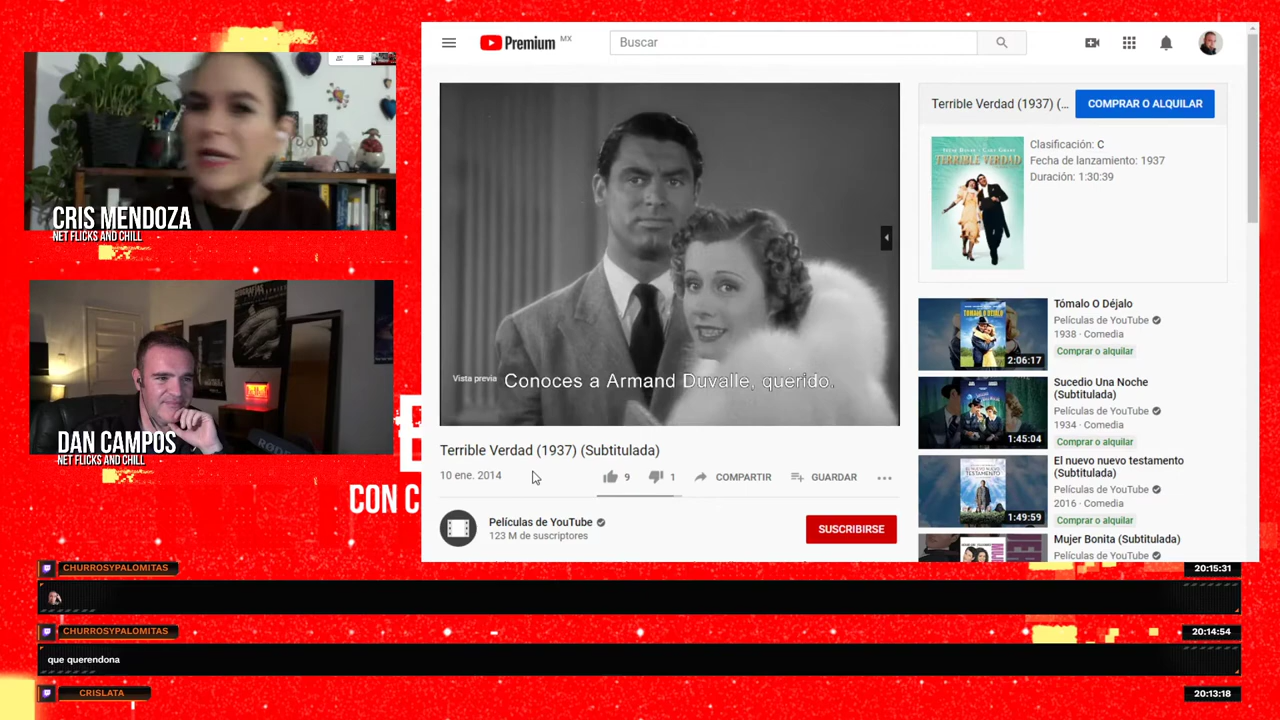 CRIS MENDOZA
NET FLICKS AND CHILL
DAN CAMPOS
NET FLICKS AND CHILL
RØDE
CON C
Premium MX
Buscar
Vista previa
Conoces a Armand Duvalle, querido.
Terrible Verdad (1937) (Subtitulada)
10 ene. 2014
9
1
COMPARTIR
GUARDAR
Películas de YouTube
123 M de suscriptores
SUSCRIBIRSE
Terrible Verdad (1937) (...
COMPRAR O ALQUILAR
TERRIBLE VERDAD
Clasificación: C
Fecha de lanzamiento: 1937
Duración: 1:30:39
Tómalo O Déjalo
Películas de YouTube
1938 · Comedia
Comprar o alquilar
2:06:17
Sucedio Una Noche
(Subtitulada)
Películas de YouTube
1934 · Comedia
Comprar o alquilar
1:45:04
El nuevo nuevo testamento
(Subtitulada)
Películas de YouTube
2016 · Comedia
Comprar o alquilar
1:49:59
Mujer Bonita (Subtitulada)
Películas de YouTube
CHURROSYPALOMITAS
20:15:31
CHURROSYPALOMITAS
20:14:54
que querendona
CRISLATA
20:13:18